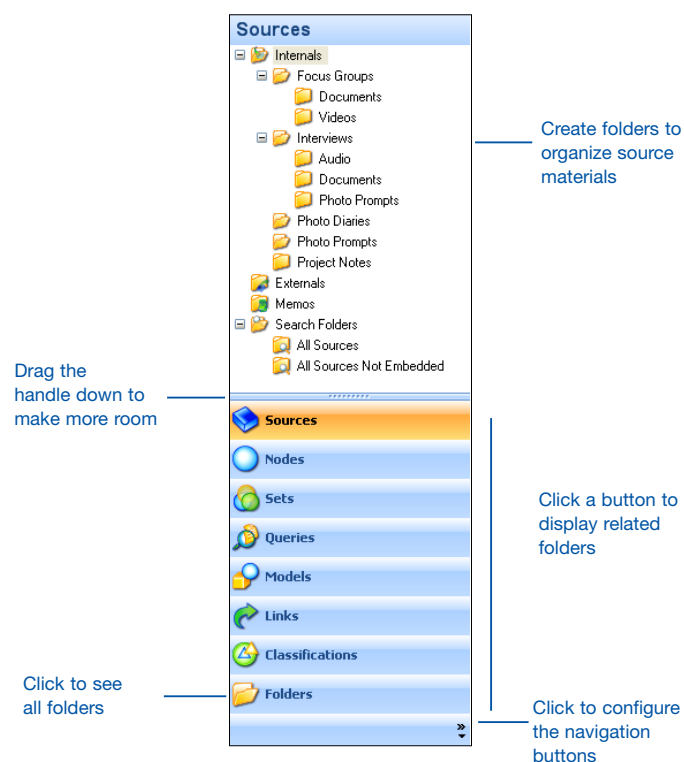 Sources
Internals
Focus Groups
Documents
Videos
Interviews
Audio
Documents
Photo Prompts
Photo Diaries
Photo Prompts
Project Notes
Externals
Memos
Search Folders
All Sources
All Sources Not Embedded
Create folders to
organize source
materials
Drag the
handle down to
make more room
Sources
Nodes
Sets
Queries
Models
Links
Classifications
Folders
Click a button to
display related
folders
Click to see
all folders
Click to configure
the navigation
buttons